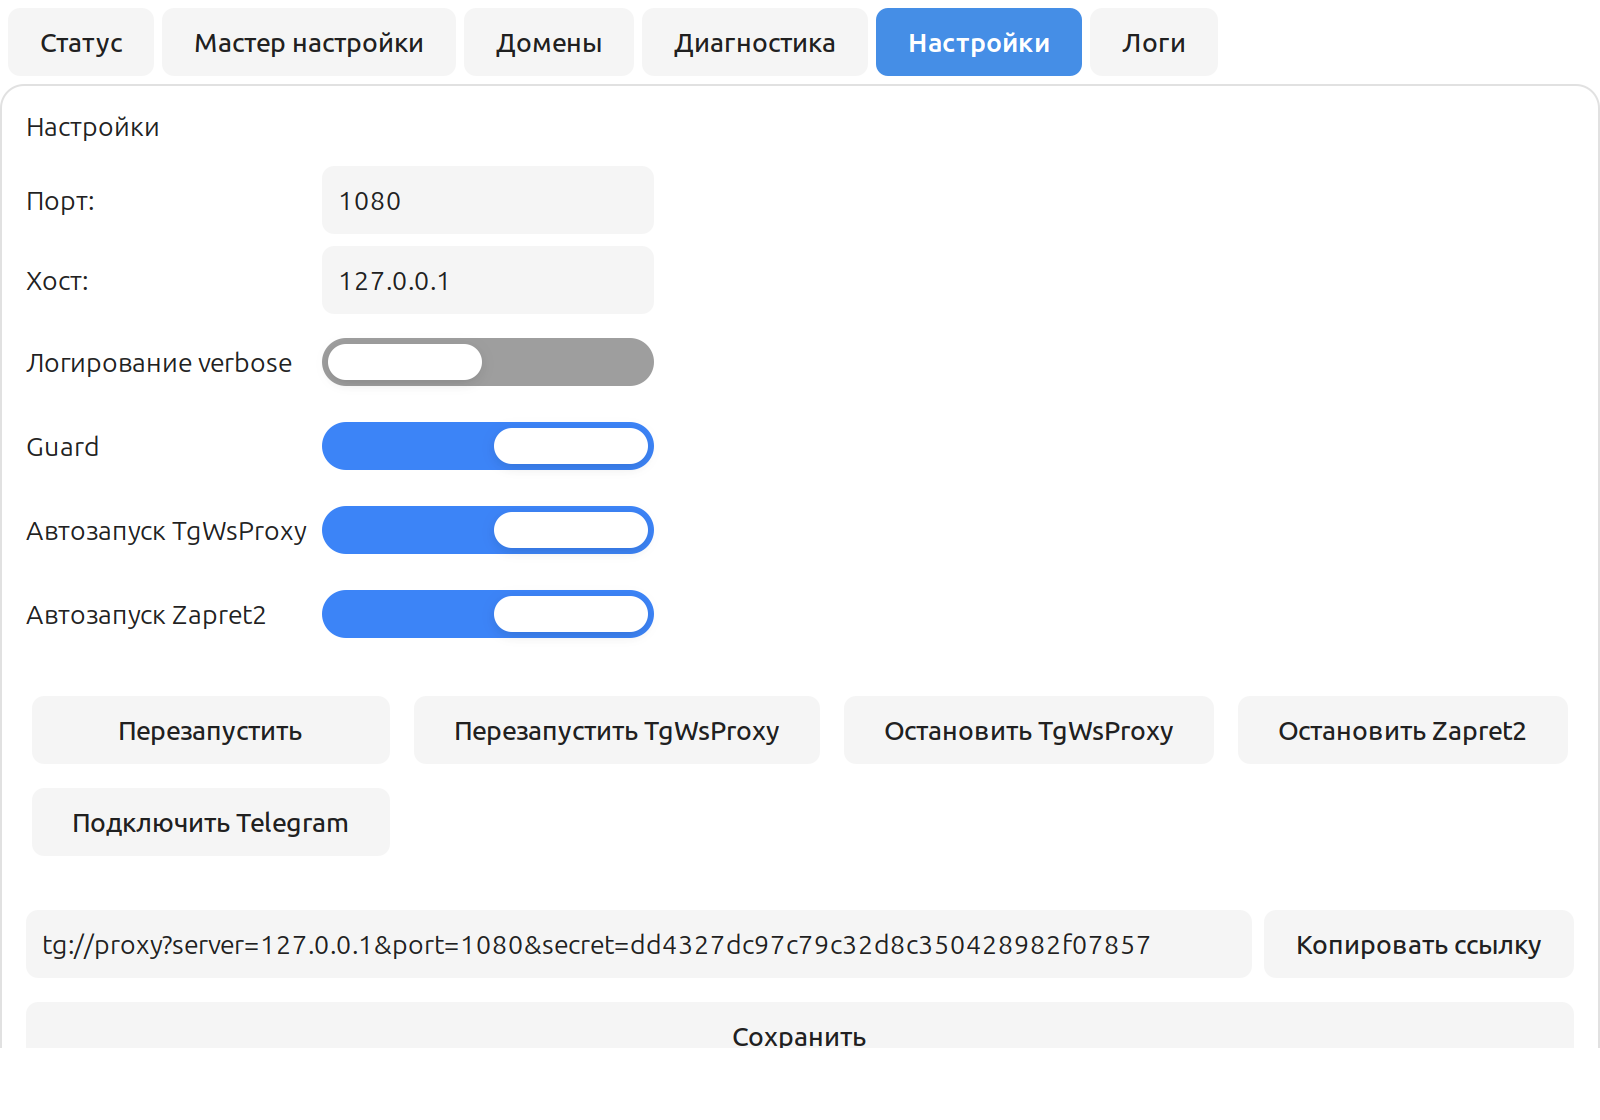 Статус Мастер настройки Домены Диагностика Настройки Логи
Настройки
Порт: 1080
Хост: 127.0.0.1
Логирование verbose
Guard
Автозапуск TgWsProxy
Автозапуск Zapret2
Перезапустить Перезапустить TgWsProxy Остановить TgWsProxy Остановить Zapret2
Подключить Telegram
tg://proxy?server=127.0.0.1&port=1080&secret=dd4327dc97c79c32d8c350428982f07857 Копировать ссылку
Сохранить